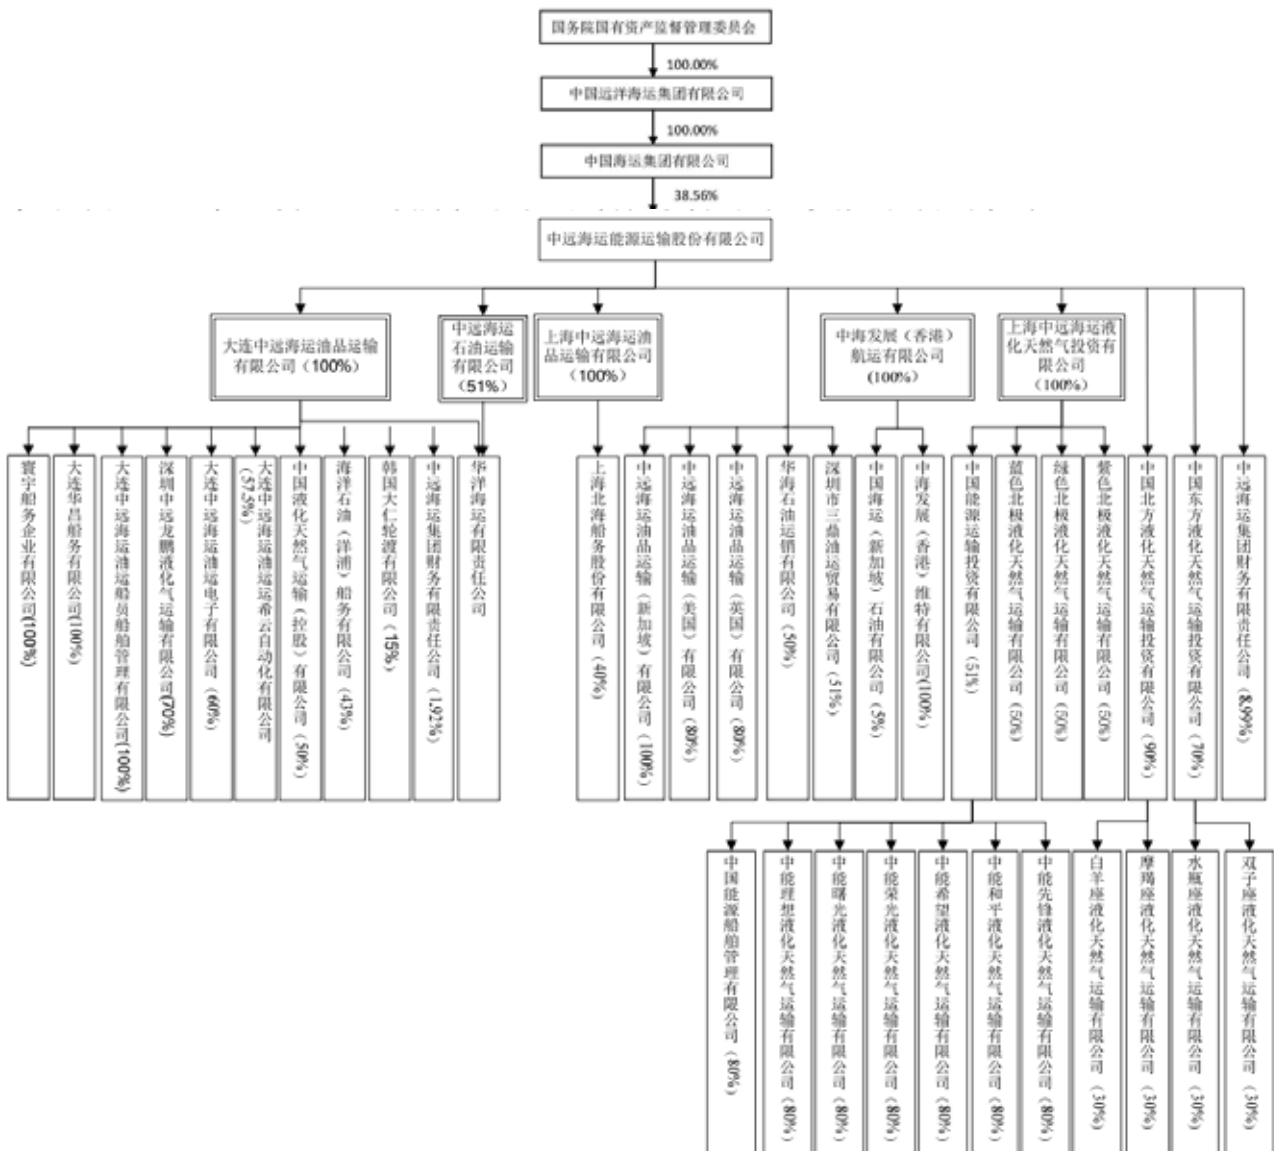 国务院国有资产监督管理委员会
100.00%
中国远洋海运集团有限公司
100.00%
中国海运集团有限公司
38.56%
中远海运能源运输股份有限公司
大连中远海运油品运输
有限公司（100%）
中远海运
石油运输
有限公司
（51%）
上海中远海运油
品运输有限公司
（100%）
中海发展（香港）
航运有限公司
(100%)
上海中远海运液
化天然气投资有
限公司
（100%）
寰宇船务企业有限公司(100%)
大连华昌船务有限公司(100%)
大连中远海运油运船员船舶管理有限公司(100%)
深圳中远龙鹏液化气运输有限公司(70%)
大连中远海运油运电子有限公司（60%）
大连中远海运油运希云自动化有限公司
(57.5%)
中国液化天然气运输（控股）有限公司（50%）
海洋石油（洋浦）船务有限公司（43%）
韩国大仁轮渡有限公司（15%）
中远海运集团财务有限责任公司（1.92%）
华洋海运有限责任公司
上海北海船务股份有限公司（40%）
中远海运油品运输（新加坡）有限公司（100%）
中远海运油品运输（美国）有限公司（80%）
中远海运油品运输（英国）有限公司（80%）
华海石油运销有限公司（50%）
深圳市三鼎油运贸易有限公司（51%）
中国海运（新加坡）石油有限公司（5%）
中海发展（香港）维特有限公司(100%)
中国能源运输投资有限公司（51%）
蓝色北极液化天然气运输有限公司（50%）
绿色北极液化天然气运输有限公司（50%）
紫色北极液化天然气运输有限公司（50%）
中国北方液化天然气运输投资有限公司（90%）
中国东方液化天然气运输投资有限公司（70%）
中远海运集团财务有限责任公司（8.99%）
中国能源船舶管理有限公司（80%）
中能理想液化天然气运输有限公司（80%）
中能曙光液化天然气运输有限公司（80%）
中能荣光液化天然气运输有限公司（80%）
中能希望液化天然气运输有限公司（80%）
中能和平液化天然气运输有限公司（80%）
中能先锋液化天然气运输有限公司（80%）
白羊座液化天然气运输有限公司（30%）
摩羯座液化天然气运输有限公司（30%）
水瓶座液化天然气运输有限公司（30%）
双子座液化天然气运输有限公司（30%）